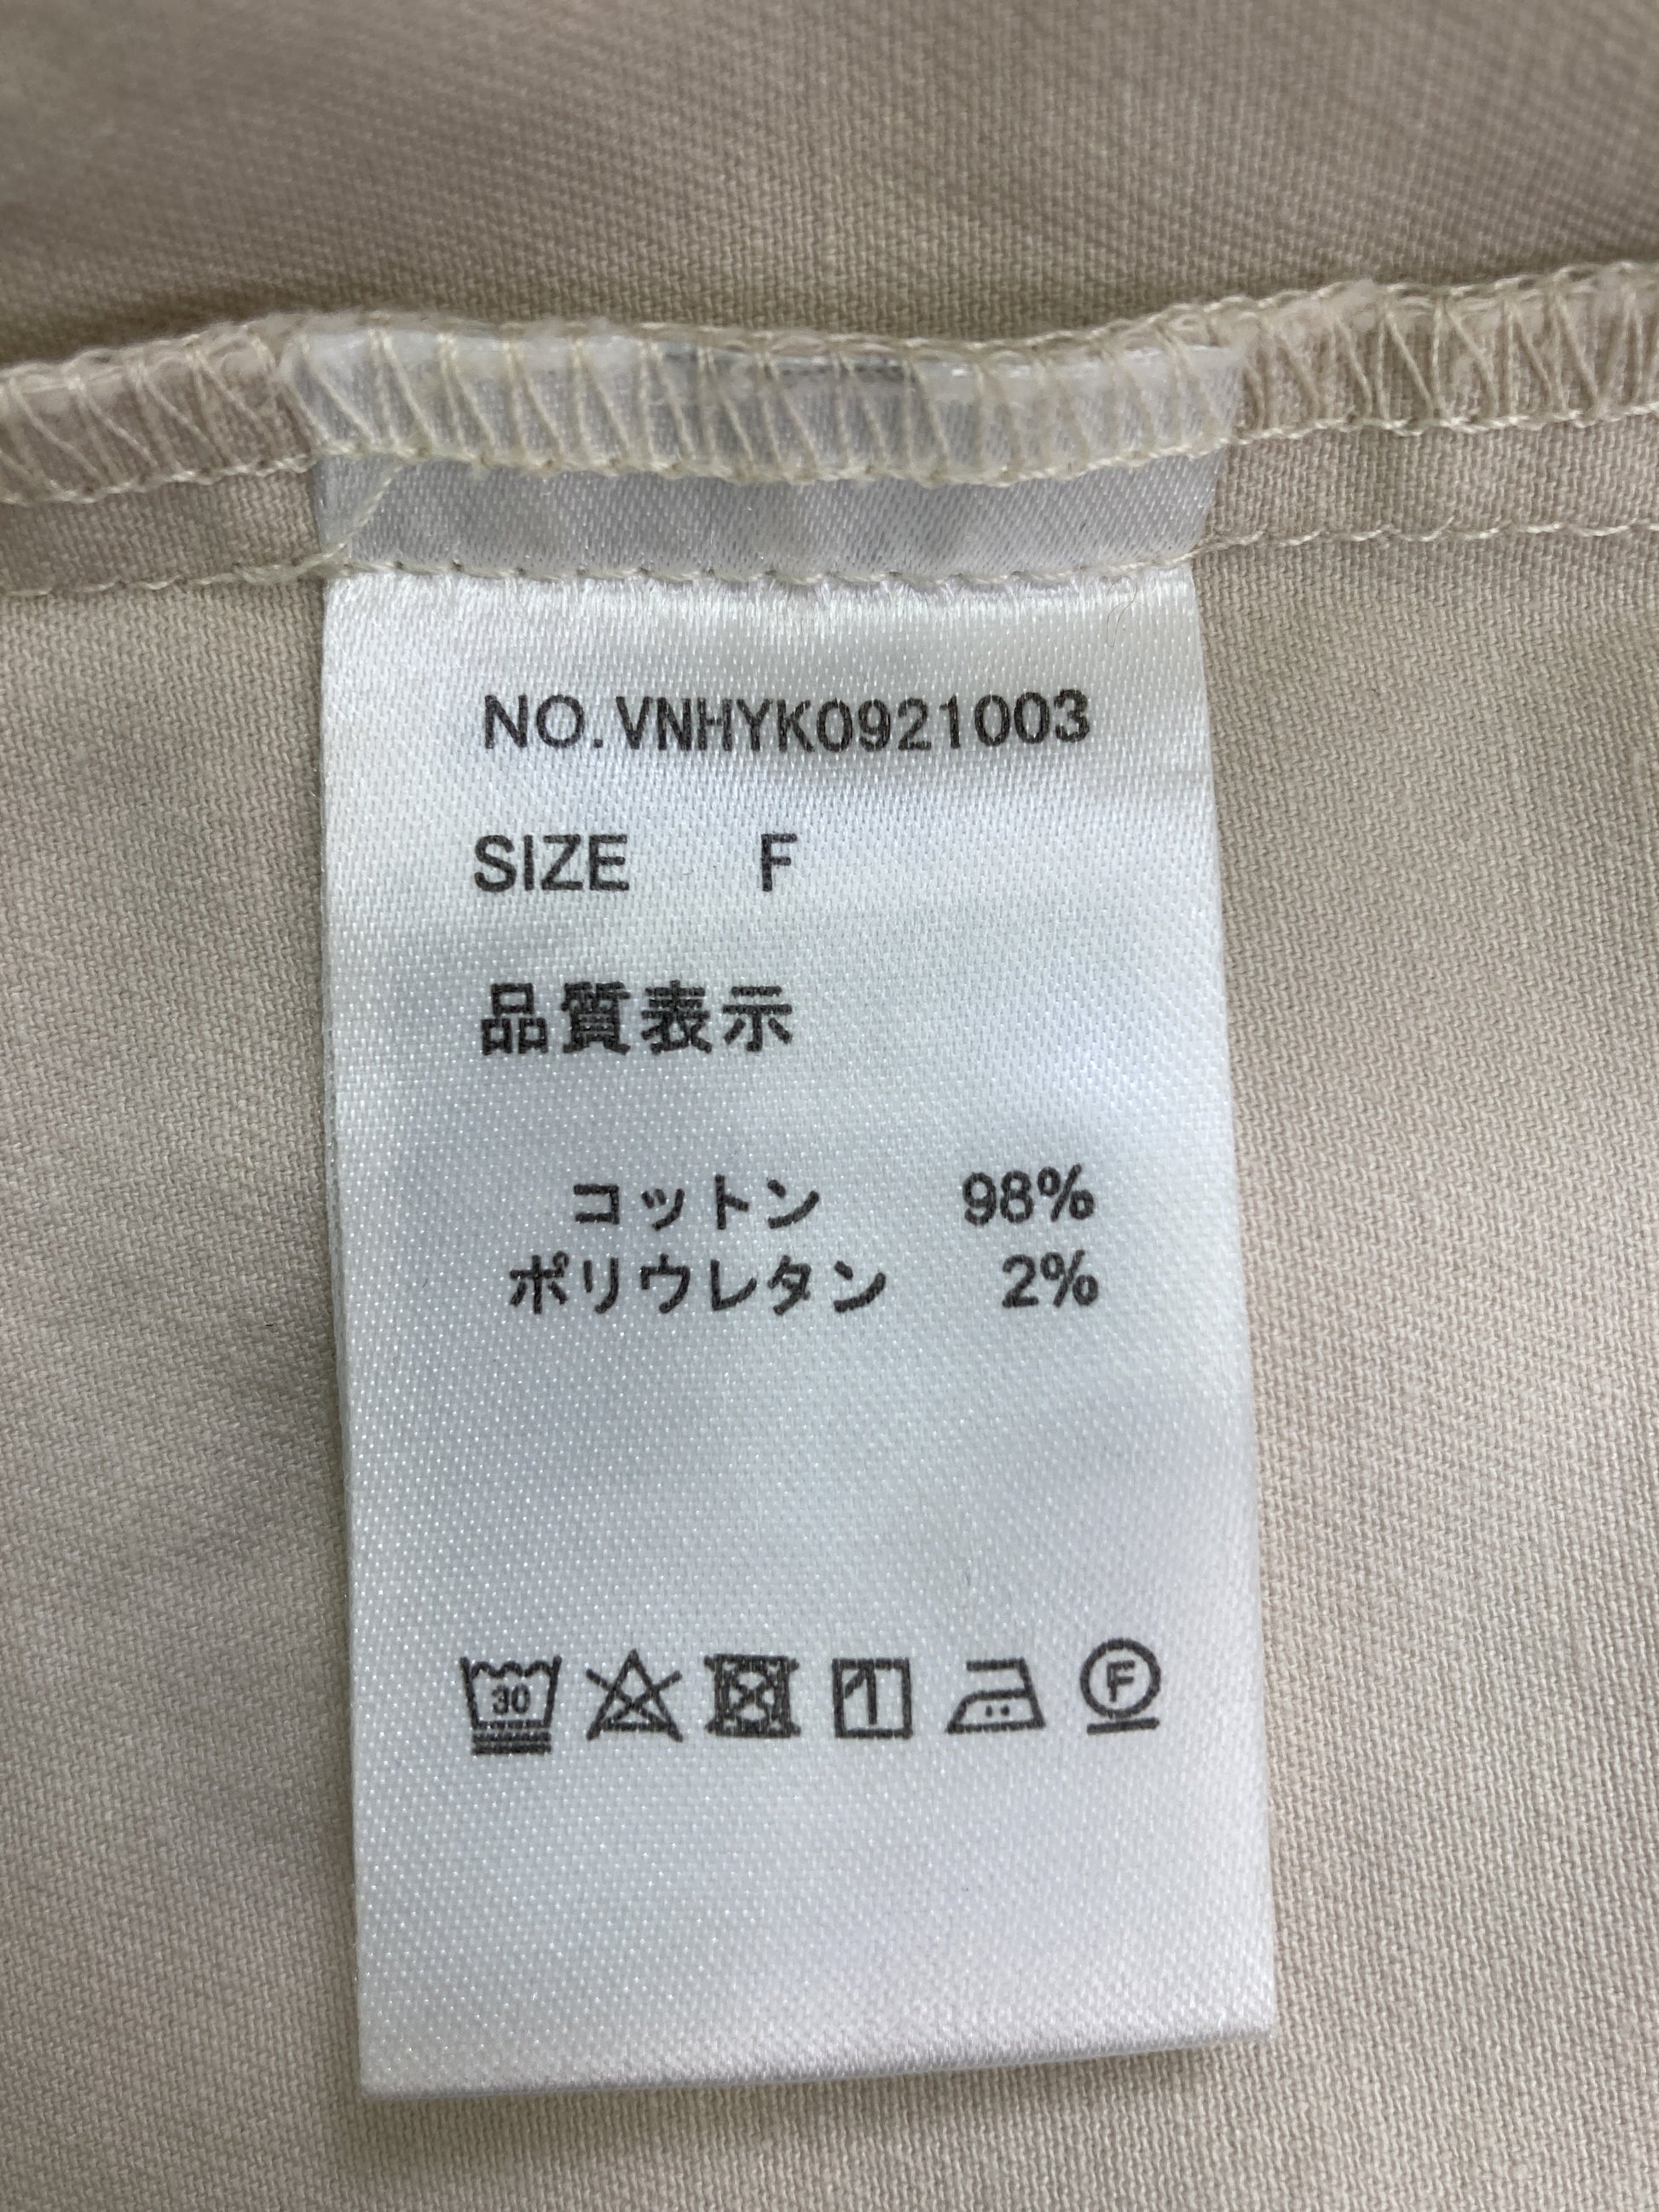 NO.VNHYK0921003
SIZE F
品質表示
コットン 98%
ポリウレタン 2%
30 F